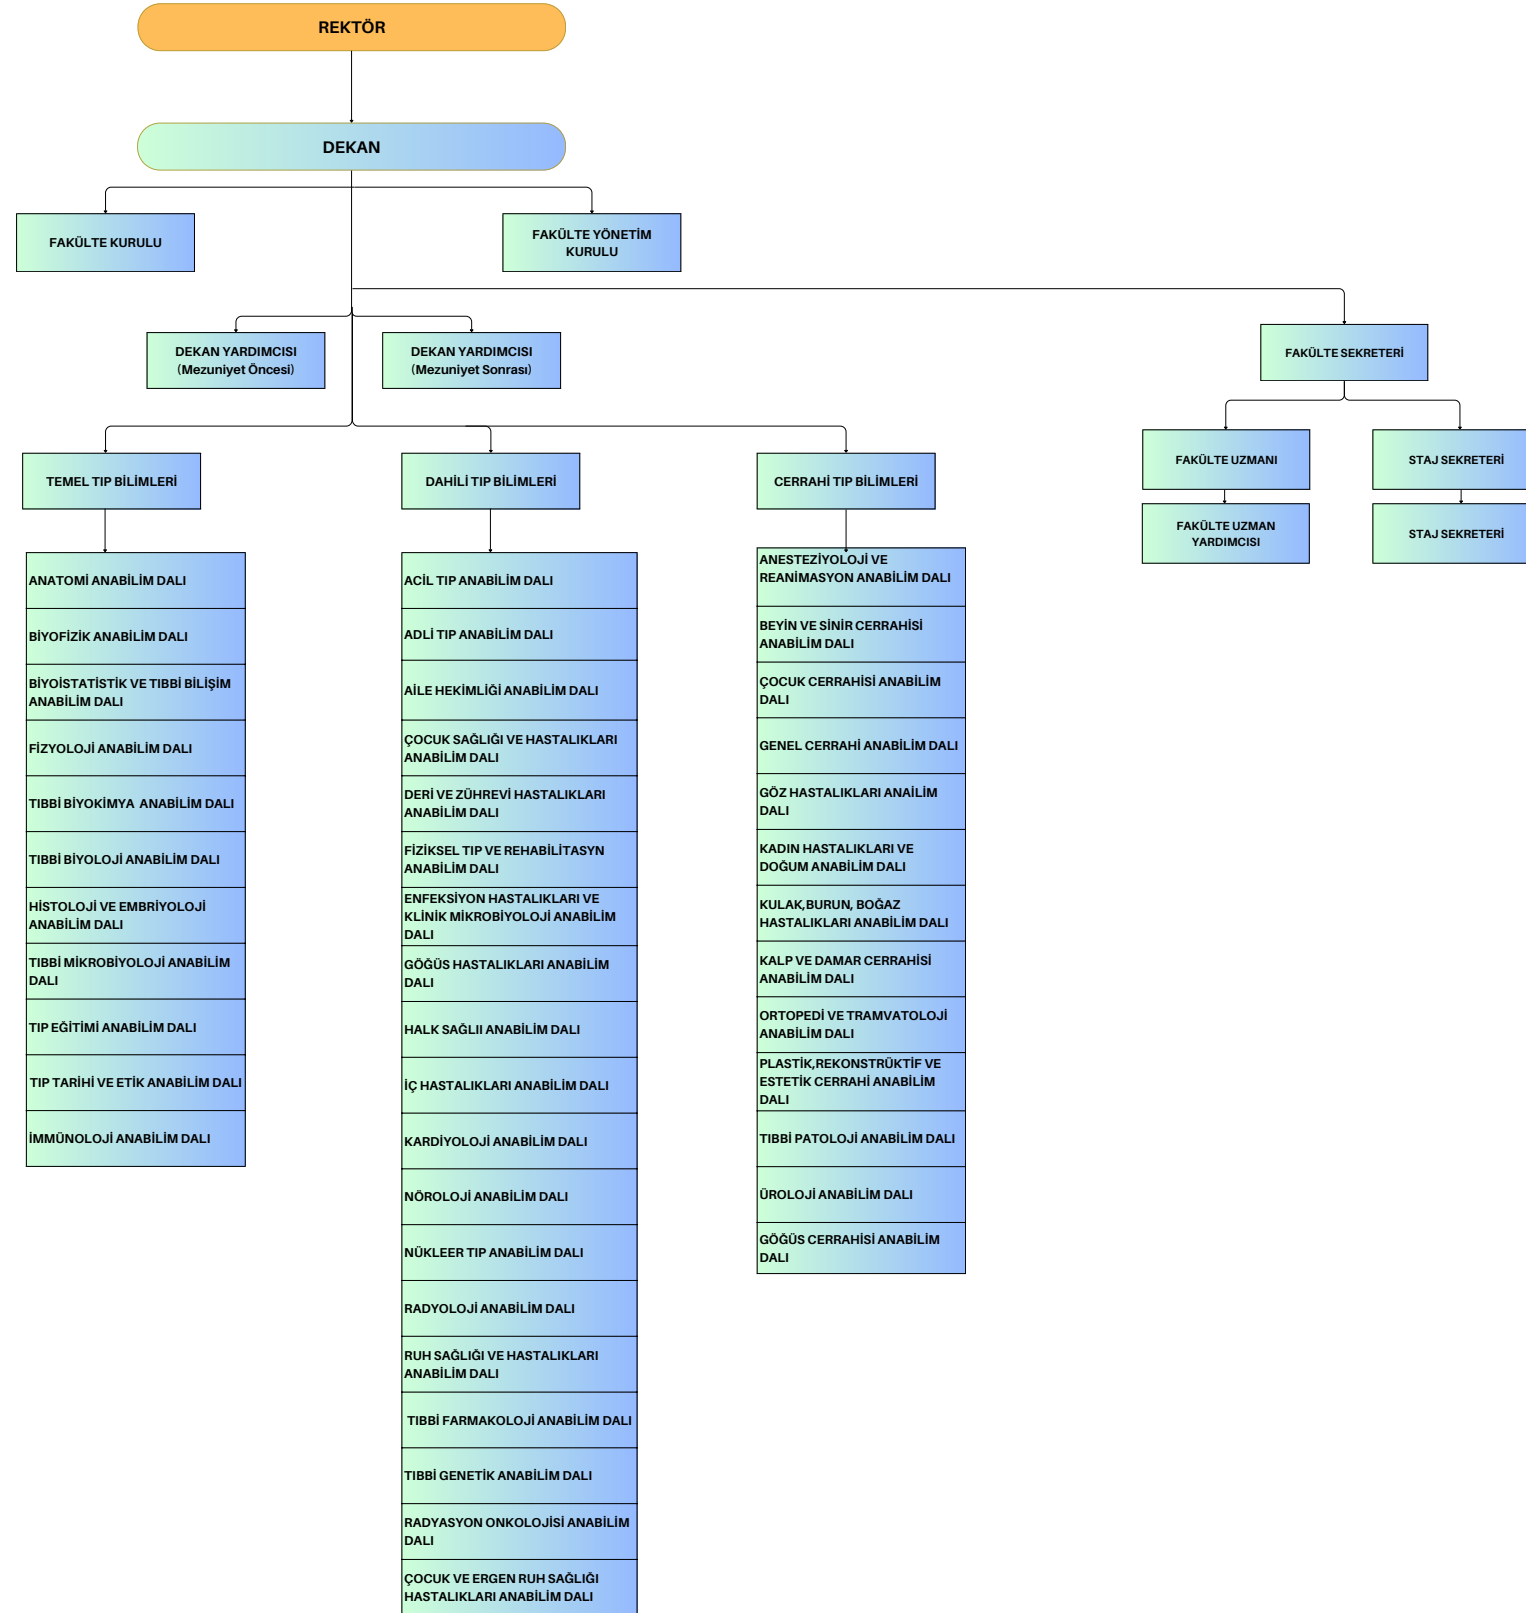 REKTÖR
DEKAN
FAKÜLTE KURULU
FAKÜLTE YÖNETİM
KURULU
DEKAN YARDIMCISI
(Mezuniyet Öncesi)
DEKAN YARDIMCISI
(Mezuniyet Sonrası)
FAKÜLTE SEKRETERİ
FAKÜLTE UZMANI
STAJ SEKRETERİ
FAKÜLTE UZMAN
YARDIMCISI
STAJ SEKRETERİ
TEMEL TIP BİLİMLERİ
ANATOMİ ANABİLİM DALI
BİYOFİZİK ANABİLİM DALI
BİYOİSTATİSTİK VE TIBBİ BİLİŞİM
ANABİLİM DALI
FİZYOLOJİ ANABİLİM DALI
TIBBİ BİYOKİMYA  ANABİLİM DALI
TIBBİ BİYOLOJİ ANABİLİM DALI
HİSTOLOJİ VE EMBRİYOLOJİ
ANABİLİM DALI
TIBBİ MİKROBİYOLOJİ ANABİLİM
DALI
TIP EĞİTİMİ ANABİLİM DALI
TIP TARİHİ VE ETİK ANABİLİM DALI
İMMÜNOLOJİ ANABİLİM DALI
DAHİLİ TIP BİLİMLERİ
ACİL TIP ANABİLİM DALI
ADLİ TIP ANABİLİM DALI
AİLE HEKİMLİĞİ ANABİLİM DALI
ÇOCUK SAĞLIĞI VE HASTALIKLARI
ANABİLİM DALI
DERİ VE ZÜHREVİ HASTALIKLARI
ANABİLİM DALI
FİZİKSEL TIP VE REHABİLİTASYN
ANABİLİM DALI
ENFEKSİYON HASTALIKLARI VE
KLİNİK MİKROBİYOLOJİ ANABİLİM
DALI
GÖĞÜS HASTALIKLARI ANABİLİM
DALI
HALK SAĞLII ANABİLİM DALI
İÇ HASTALIKLARI ANABİLİM DALI
KARDİYOLOJİ ANABİLİM DALI
NÖROLOJİ ANABİLİM DALI
NÜKLEER TIP ANABİLİM DALI
RADYOLOJİ ANABİLİM DALI
RUH SAĞLIĞI VE HASTALIKLARI
ANABİLİM DALI
TIBBİ FARMAKOLOJİ ANABİLİM DALI
TIBBİ GENETİK ANABİLİM DALI
RADYASYON ONKOLOJİSİ ANABİLİM
DALI
ÇOCUK VE ERGEN RUH SAĞLIĞI
HASTALIKLARI ANABİLİM DALI
CERRAHİ TIP BİLİMLERİ
ANESTEZİYOLOJİ VE
REANİMASYON ANABİLİM DALI
BEYİN VE SİNİR CERRAHİSİ
ANABİLİM DALI
ÇOCUK CERRAHİSİ ANABİLİM
DALI
GENEL CERRAHİ ANABİLİM DALI
GÖZ HASTALIKLARI ANAİLİM
DALI
KADIN HASTALIKLARI VE
DOĞUM ANABİLİM DALI
KULAK,BURUN, BOĞAZ
HASTALIKLARI ANABİLİM DALI
KALP VE DAMAR CERRAHİSİ
ANABİLİM DALI
ORTOPEDİ VE TRAMVATOLOJİ
ANABİLİM DALI
PLASTİK,REKONSTRÜKTİF VE
ESTETİK CERRAHİ ANABİLİM
DALI
TIBBİ PATOLOJİ ANABİLİM DALI
ÜROLOJİ ANABİLİM DALI
GÖĞÜS CERRAHİSİ ANABİLİM
DALI